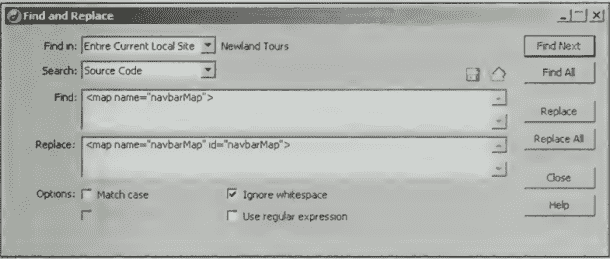 Find and Replace
Find in: Entire Current Local Site Newland Tours
Find Next
Search: Source Code
Find All
Find: <map name="navbarMap">
Replace
Replace: <map name="navbarMap" id="navbarMap">
Replace All
Close
Options: Match case Ignore whitespace
Help
Use regular expression